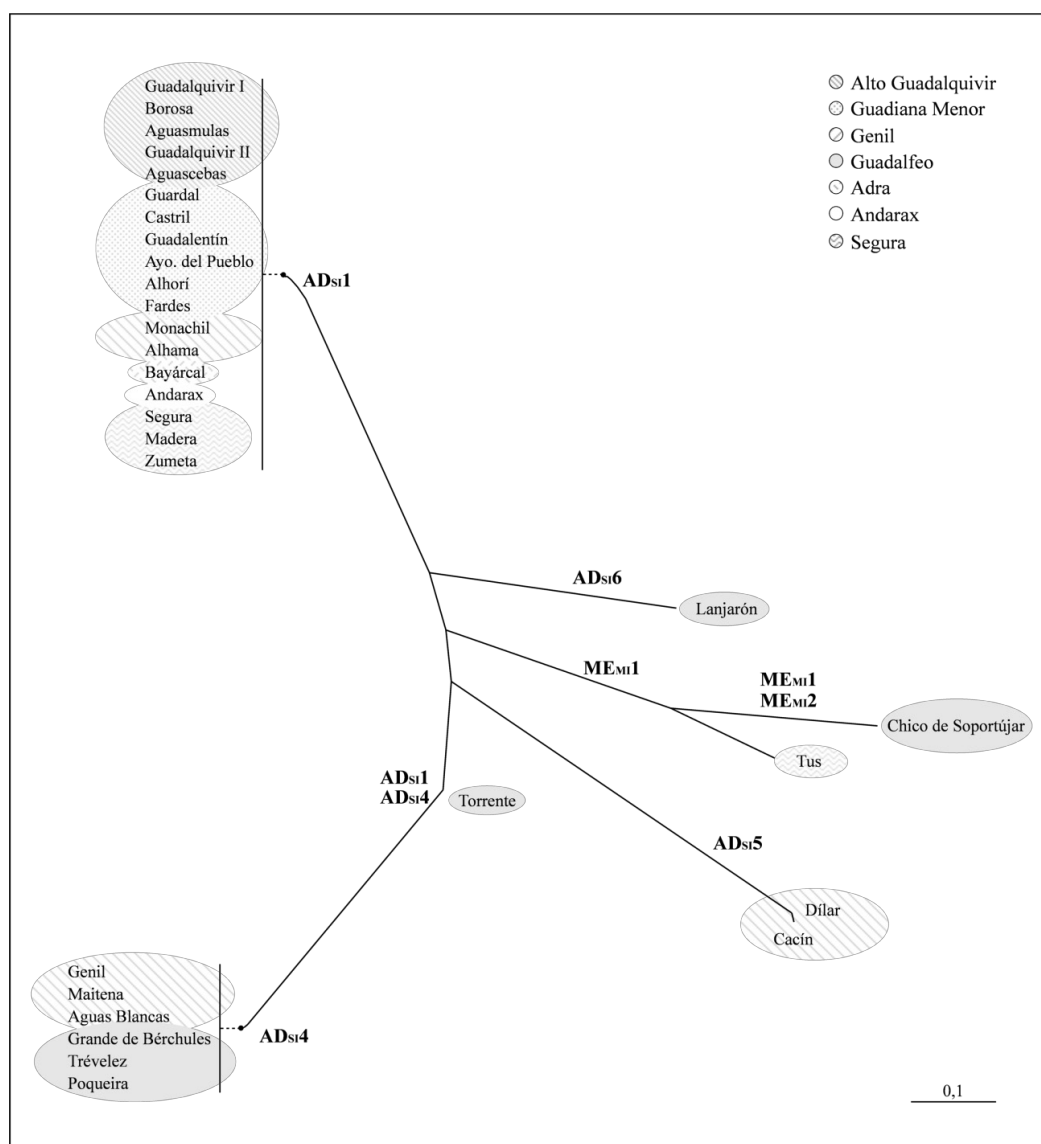 Guadalquivir I
Borosa
Aguasmulas
Guadalquivir II
Aguascebas
Guardal
Castril
Guadalentín
Ayo. del Pueblo
Alhorí
Fardes
Monachil
Alhama
Bayárcal
Andarax
Segura
Madera
Zumeta
ADSI1
Alto Guadalquivir
Guadiana Menor
Genil
Guadalfeo
Adra
Andarax
Segura
ADSI6
Lanjarón
MEMI1
MEMI1
MEMI2
Chico de Soportújar
Tus
ADSI1
ADSI4
Torrente
ADSI5
Dílar
Cacín
Genil
Maitena
Aguas Blancas
Grande de Bérchules
Trévelez
Poqueira
ADSI4
0,1